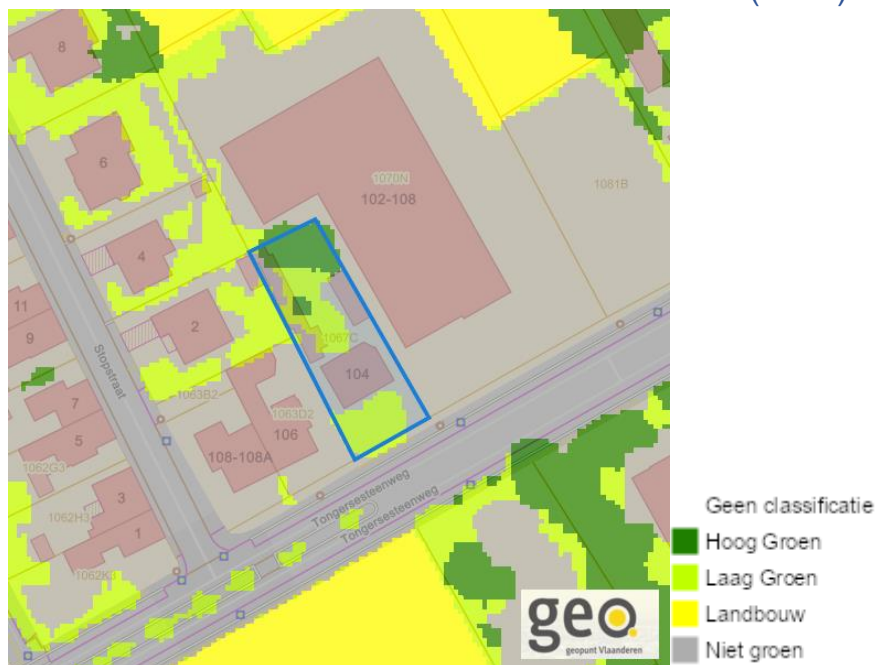 8
6
1070N
102-108
1081B
4
11
2
9
1067C
Stopstraat
104
1063B2
7
1063D2
106
5
108-108A
1062G3
Tongersesteenweg
3
Tongersesteenweg
1062H3
1
1062K3
Geen classificatie
Hoog Groen
Laag Groen
Landbouw
Niet groen
geo
geopunt Vlaanderen